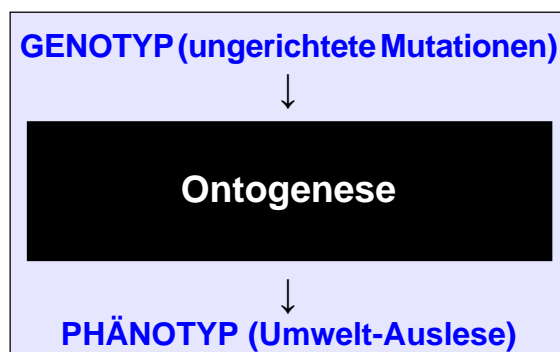 GENOTYP (ungerichtete Mutationen)
↓
Ontogenese
↓
PHÄNOTYP (Umwelt-Auslese)